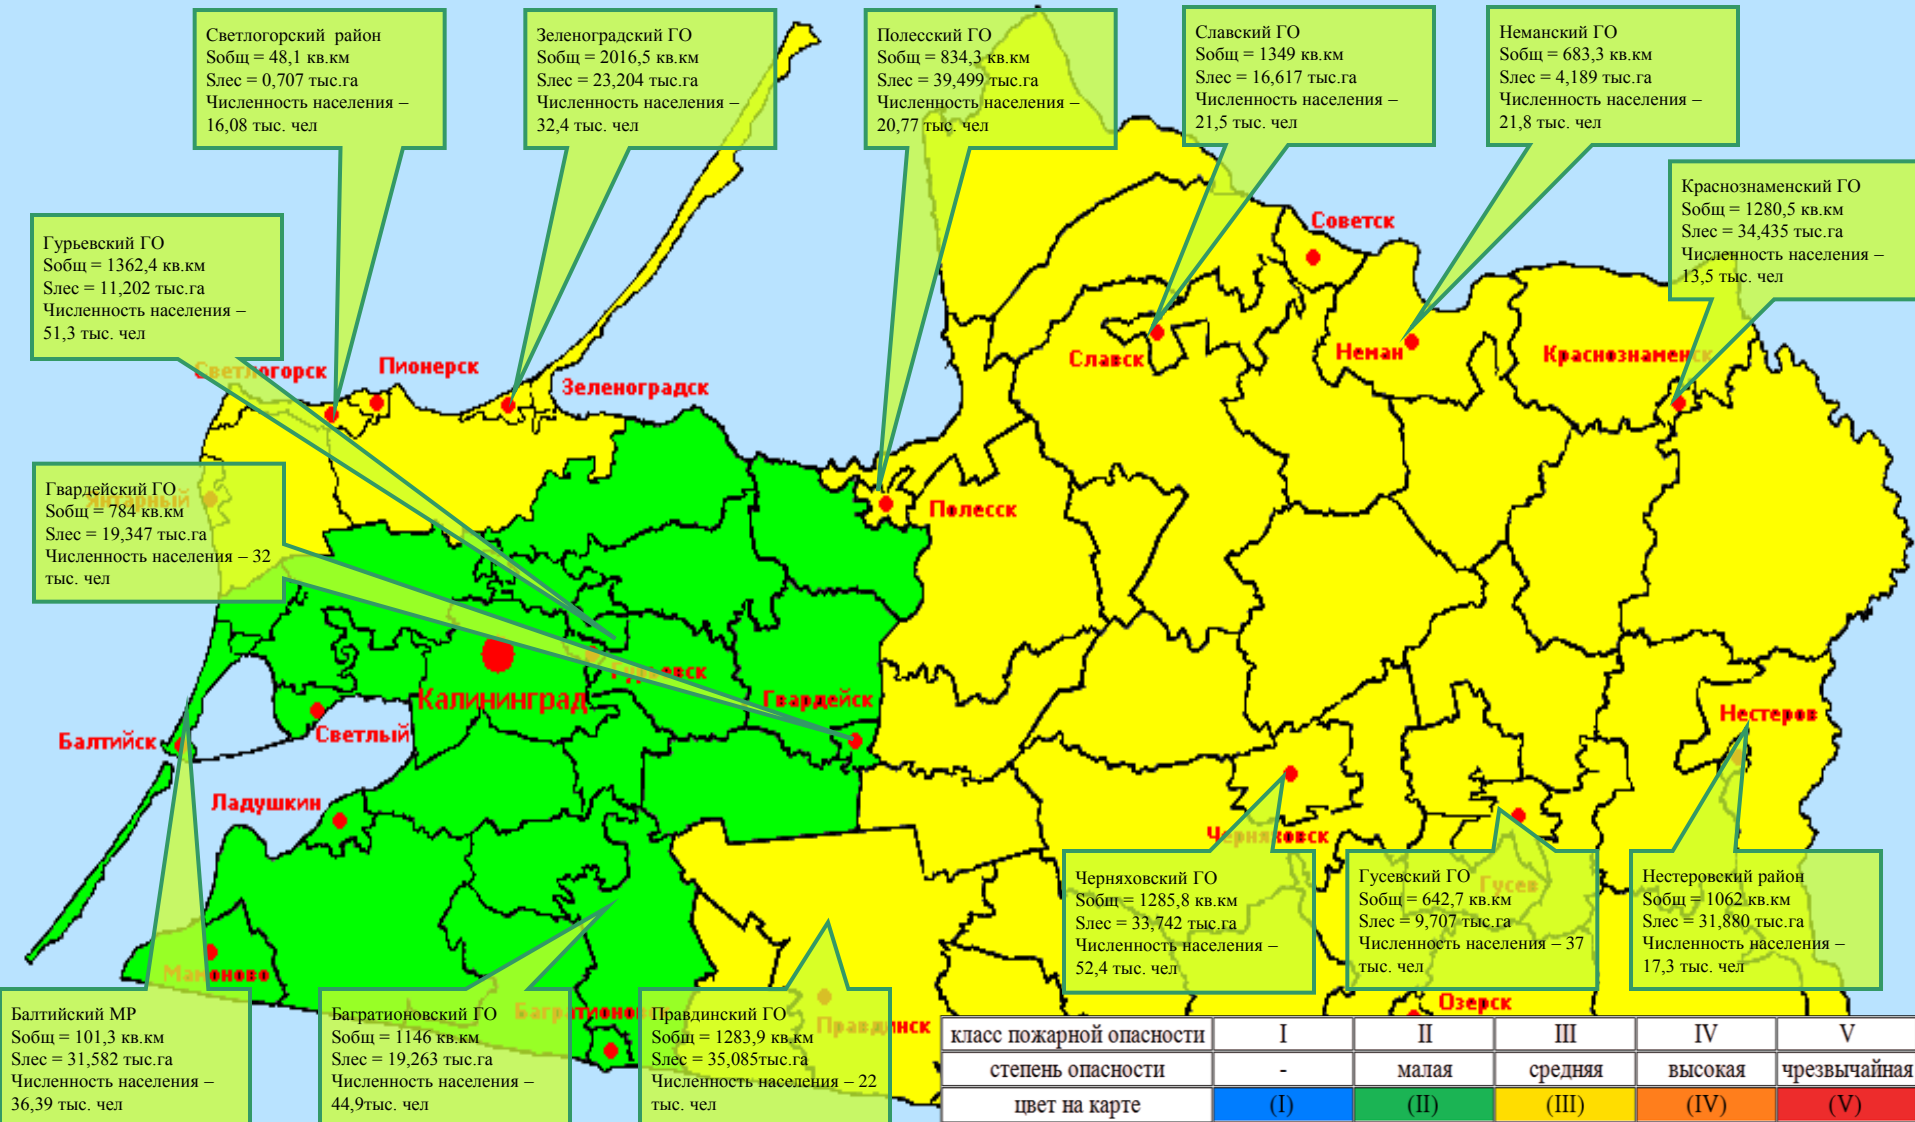 Светлогорский район
Sобщ = 48,1 кв.км
Sлес = 0,707 тыс.га
Численность населения –
16,08 тыс. чел
Зеленоградский ГО
Sобщ = 2016,5 кв.км
Sлес = 23,204 тыс.га
Численность населения –
32,4 тыс. чел
Полесский ГО
Sобщ = 834,3 кв.км
Sлес = 39,499 тыс.га
Численность населения –
20,77 тыс. чел
Славский ГО
Sобщ = 1349 кв.км
Sлес = 16,617 тыс.га
Численность населения –
21,5 тыс. чел
Неманский ГО
Sобщ = 683,3 кв.км
Sлес = 4,189 тыс.га
Численность населения –
21,8 тыс. чел
Краснознаменский ГО
Sобщ = 1280,5 кв.км
Sлес = 34,435 тыс.га
Численность населения –
13,5 тыс. чел
Гурьевский ГО
Sобщ = 1362,4 кв.км
Sлес = 11,202 тыс.га
Численность населения –
51,3 тыс. чел
Советск
Славск
Неман
Краснознаменск
Светлогорск
Пионерск
Зеленоградск
Гвардейский ГО
Sобщ = 784 кв.км
Sлес = 19,347 тыс.га
Численность населения – 32
тыс. чел
Янтарный
Полесск
Гурьевск
Калининград
Гвардейск
Нестеров
Балтийск
Светлый
Ладушкин
Черняховск
Гусев
Черняховский ГО
Sобщ = 1285,8 кв.км
Sлес = 33,742 тыс.га
Численность населения –
52,4 тыс. чел
Гусевский ГО
Sобщ = 642,7 кв.км
Sлес = 9,707 тыс.га
Численность населения – 37
тыс. чел
Нестеровский район
Sобщ = 1062 кв.км
Sлес = 31,880 тыс.га
Численность населения –
17,3 тыс. чел
Мамоново
Багратионовск
Правдинск
Озерск
Балтийский МР
Sобщ = 101,3 кв.км
Sлес = 31,582 тыс.га
Численность населения –
36,39 тыс. чел
Багратионовский ГО
Sобщ = 1146 кв.км
Sлес = 19,263 тыс.га
Численность населения –
44,9тыс. чел
Правдинский ГО
Sобщ = 1283,9 кв.км
Sлес = 35,085тыс.га
Численность населения – 22
тыс. чел
класс пожарной опасности I II III IV V
степень опасности - малая средняя высокая чрезвычайная
цвет на карте (I) (II) (III) (IV) (V)